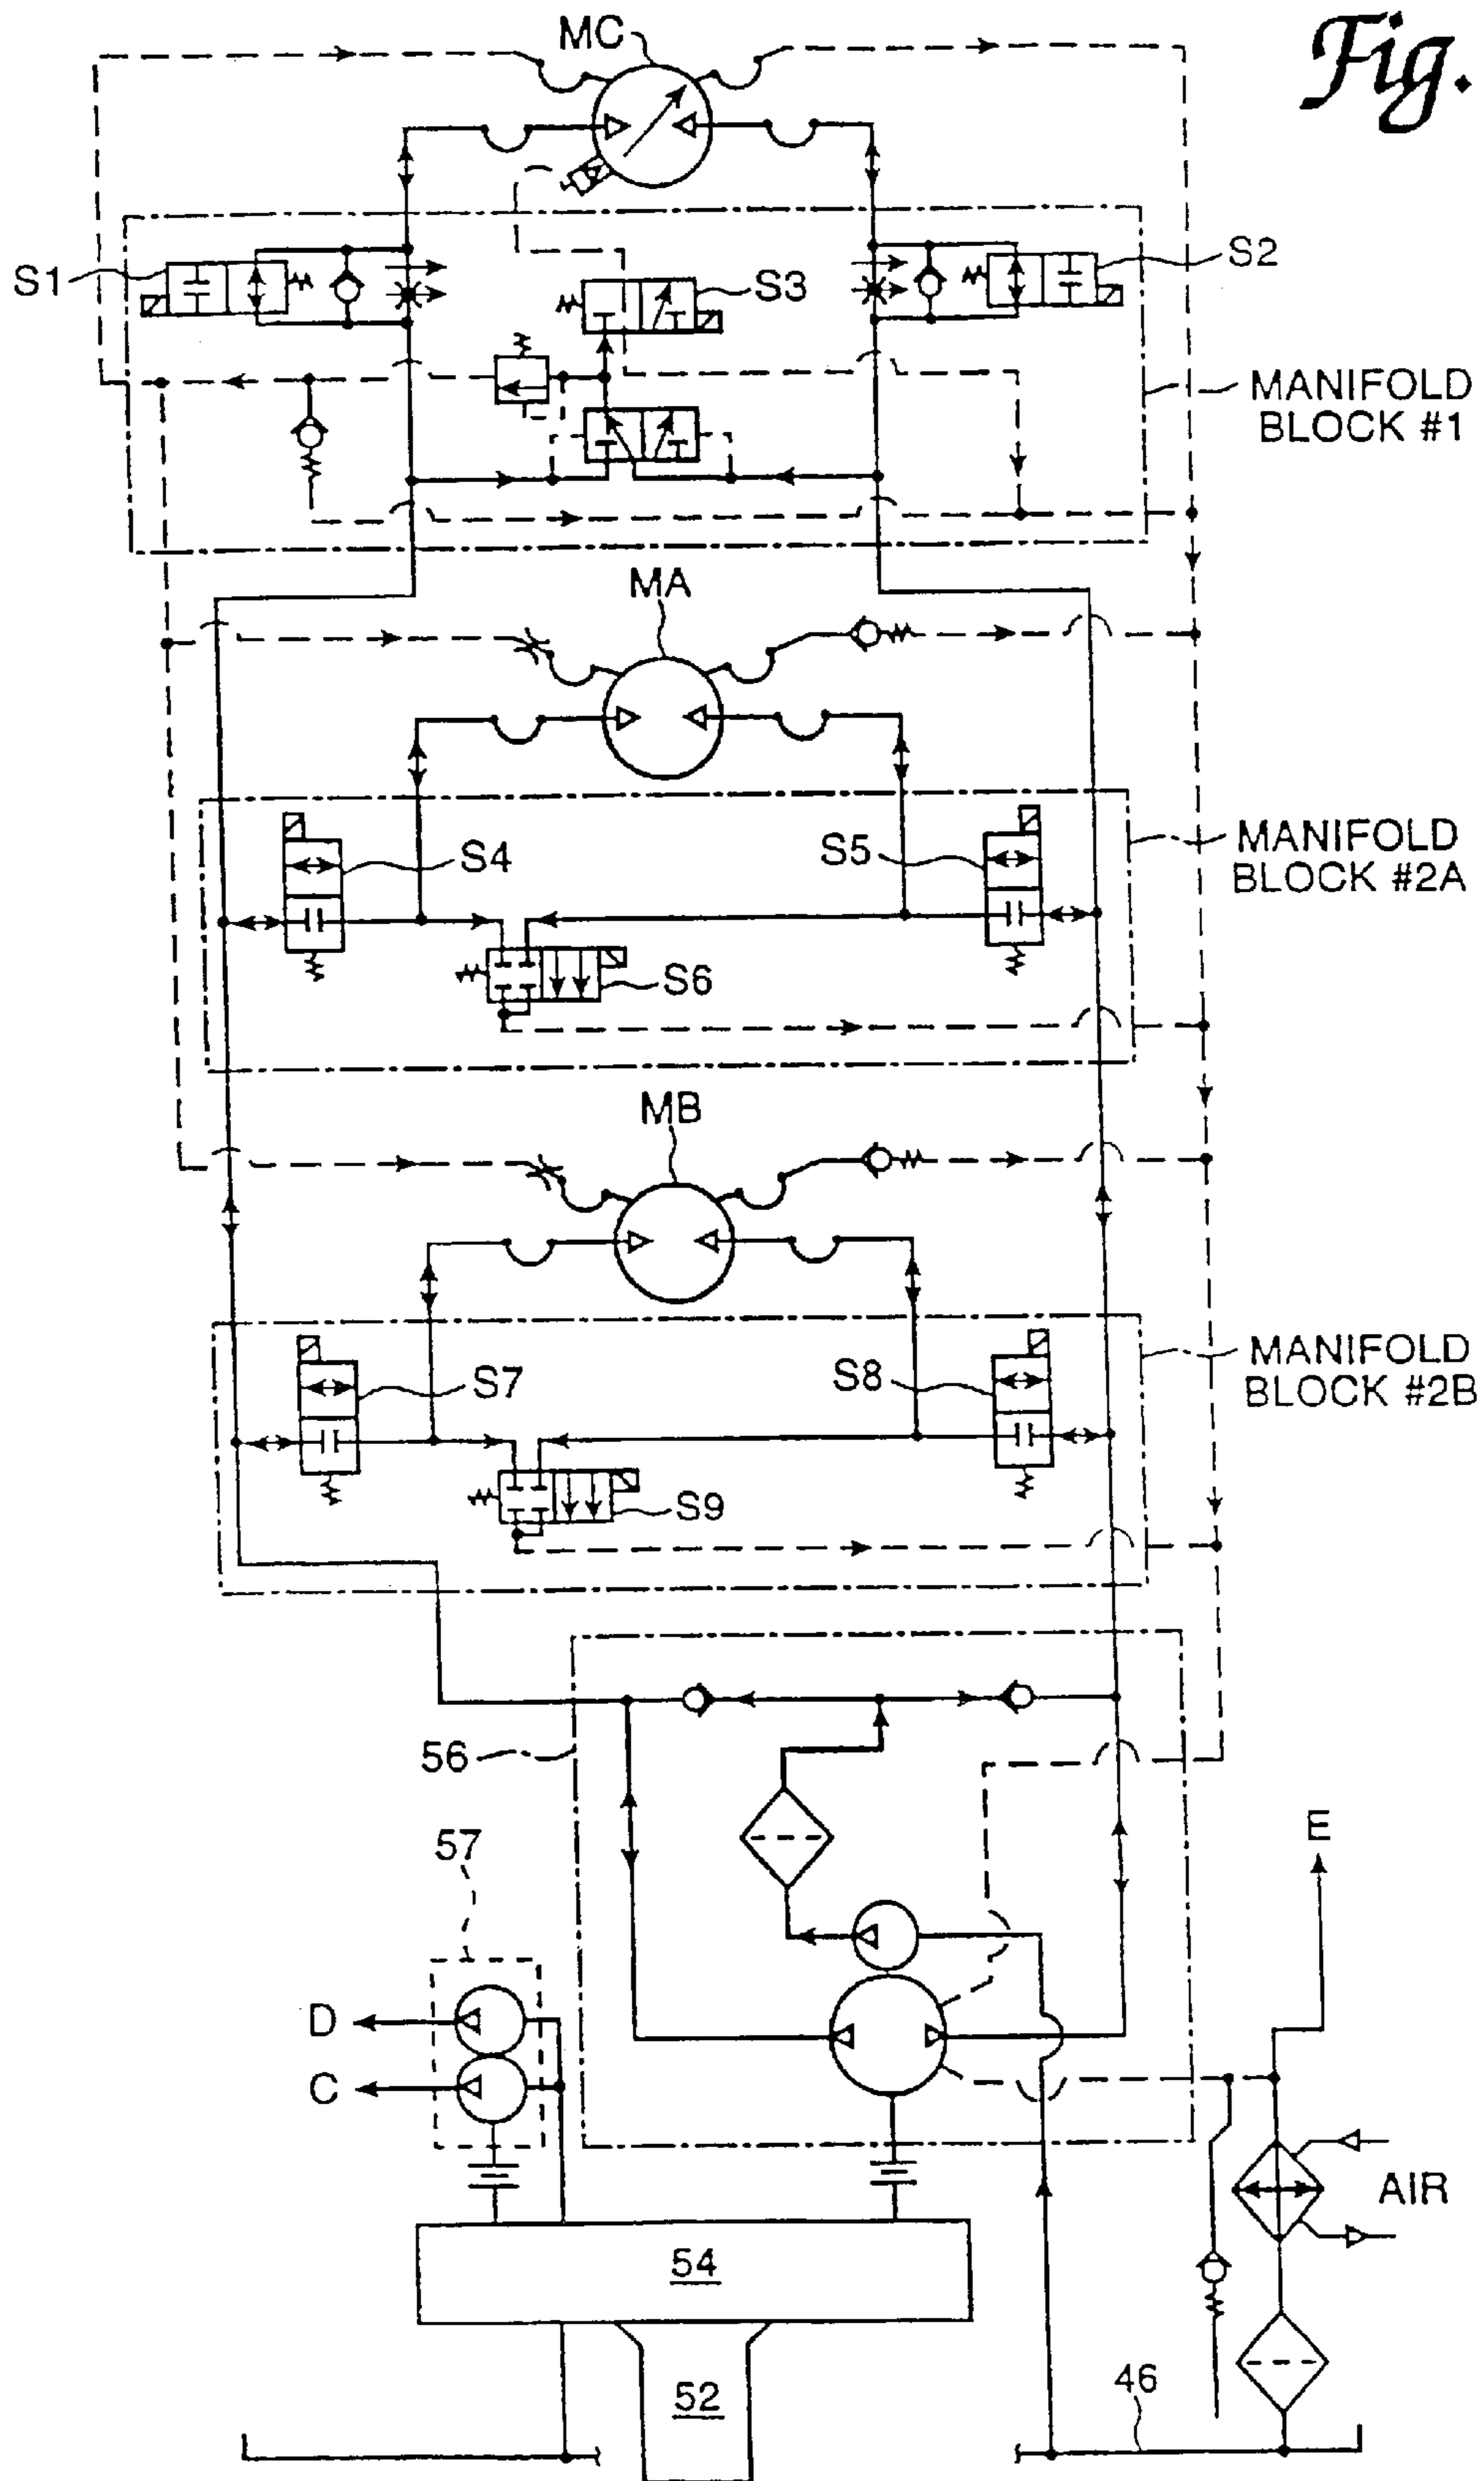 Fig.
MC
S1
S2
S3
MANIFOLD
BLOCK #1
MA
S4
S5
MANIFOLD
BLOCK #2A
S6
MB
S7
S8
MANIFOLD
BLOCK #2B
S9
56
57
E
D
C
AIR
54
52
46